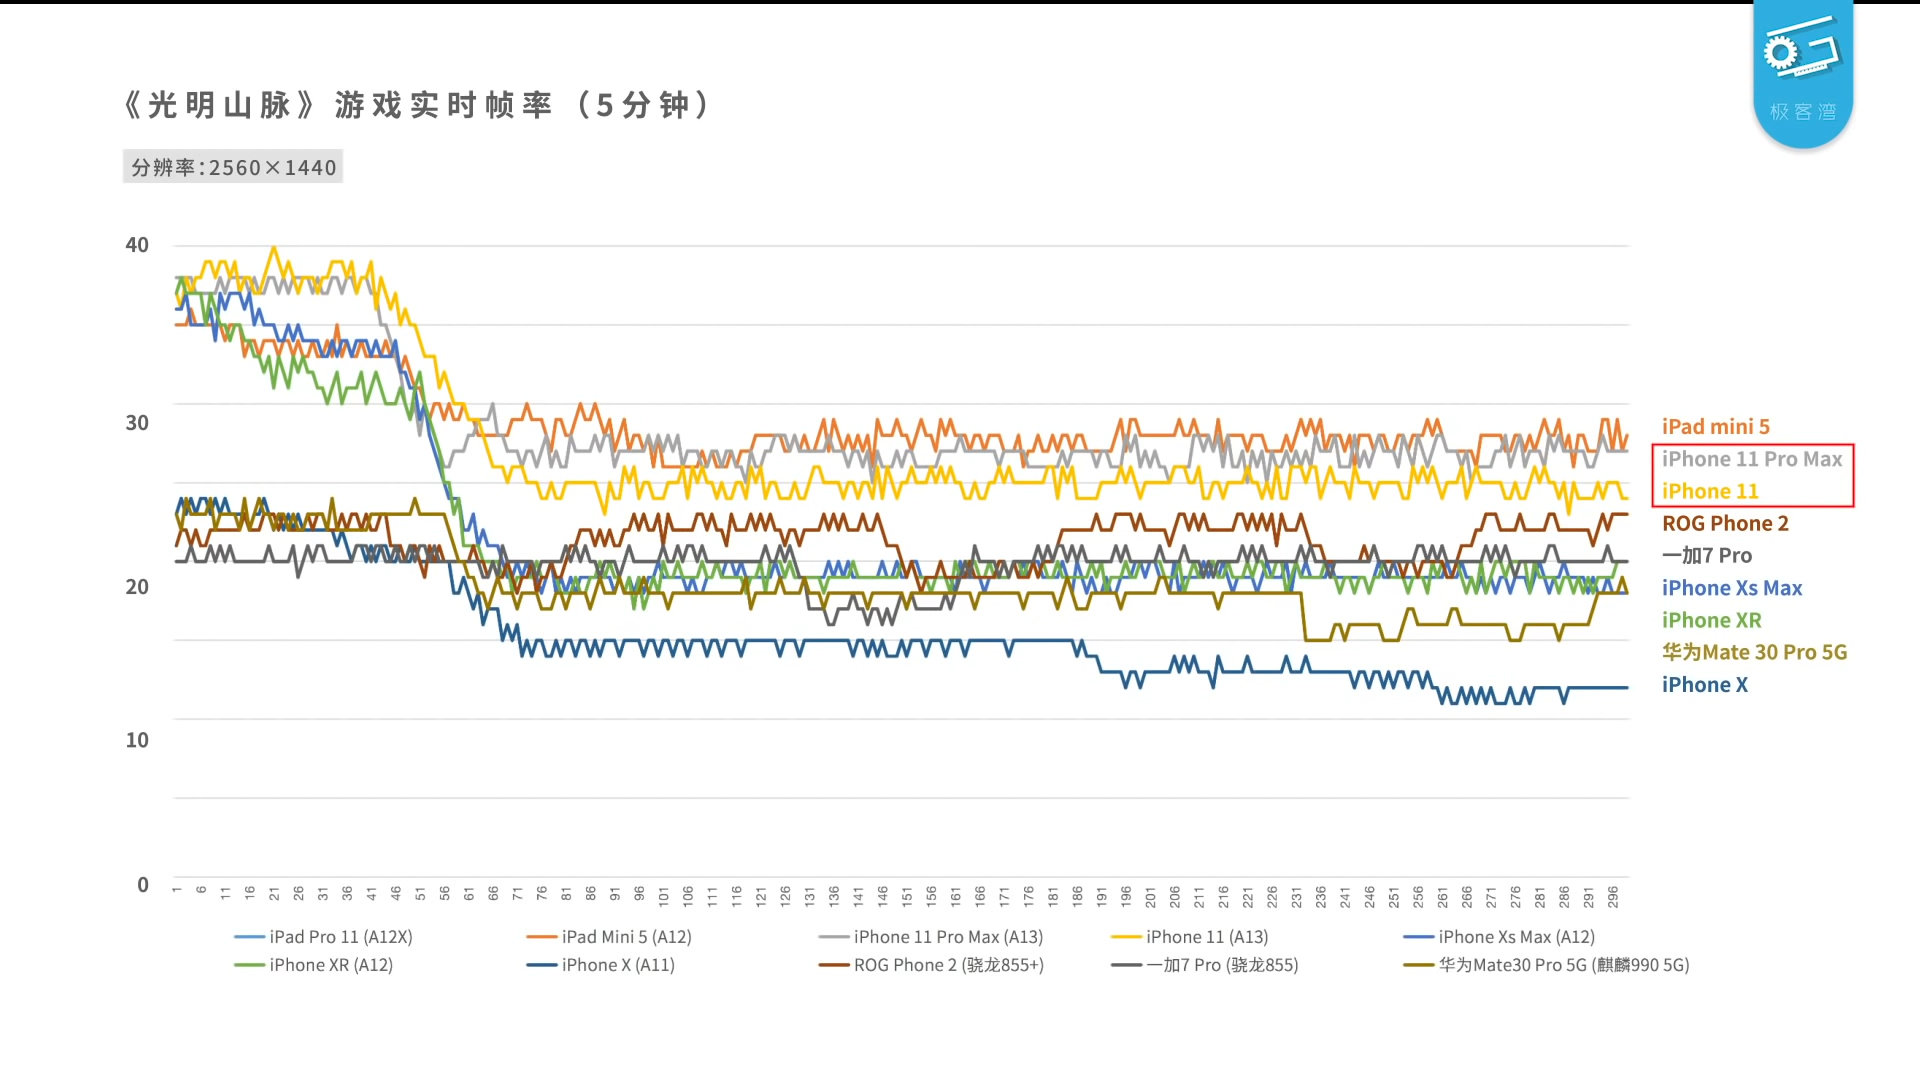 极客湾
《光明山脉》游戏实时帧率（5分钟）
分辨率：2560×1440
40
30
20
10
0
iPad mini 5
iPhone 11 Pro Max
iPhone 11
ROG Phone 2
一加7 Pro
iPhone Xs Max
iPhone XR
华为Mate 30 Pro 5G
iPhone X
1 6 11 16 21 26 31 36 41 46 51 56 61 66 71 76 81 86 91 96 101 106 111 116 121 126 131 136 141 146 151 156 161 166 171 176 181 186 191 196 201 206 211 216 221 226 231 236 241 246 251 256 261 266 271 276 281 286 291 296
iPad Pro 11 (A12X) iPad Mini 5 (A12) iPhone 11 Pro Max (A13) iPhone 11 (A13) iPhone Xs Max (A12)
iPhone XR (A12) iPhone X (A11) ROG Phone 2 (骁龙855+) 一加7 Pro (骁龙855) 华为Mate30 Pro 5G (麒麟990 5G)